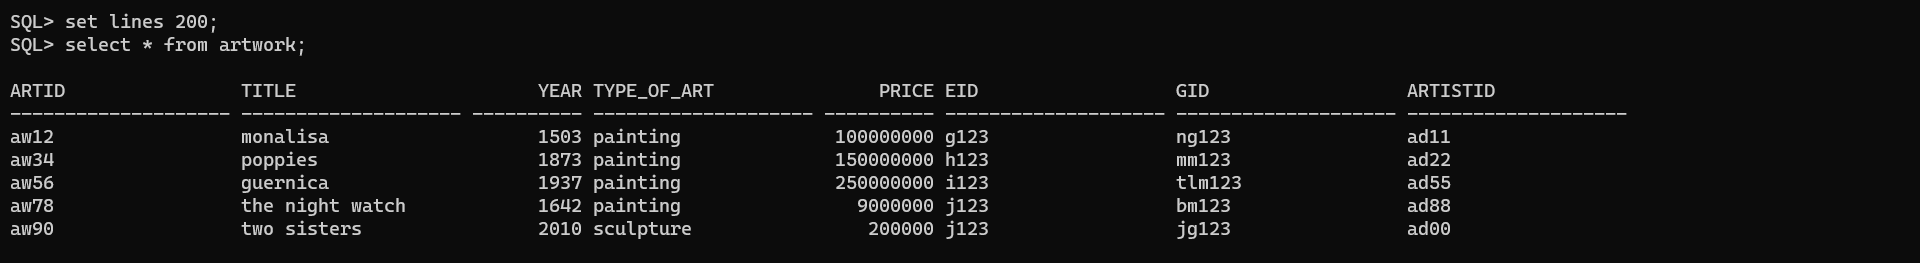 SQL> set lines 200;
SQL> select * from artwork;
ARTID                TITLE                      YEAR TYPE_OF_ART               PRICE EID                  GID                  ARTISTID
-------------------- -------------------- ---------- -------------------- ---------- -------------------- -------------------- --------------------
aw12                 monalisa                   1503 painting              100000000 g123                 ng123                ad11
aw34                 poppies                    1873 painting              150000000 h123                 mm123                ad22
aw56                 guernica                   1937 painting              250000000 i123                 tlm123               ad55
aw78                 the night watch            1642 painting                9000000 j123                 bm123                ad88
aw90                 two sisters                2010 sculpture                200000 j123                 jg123                ad00